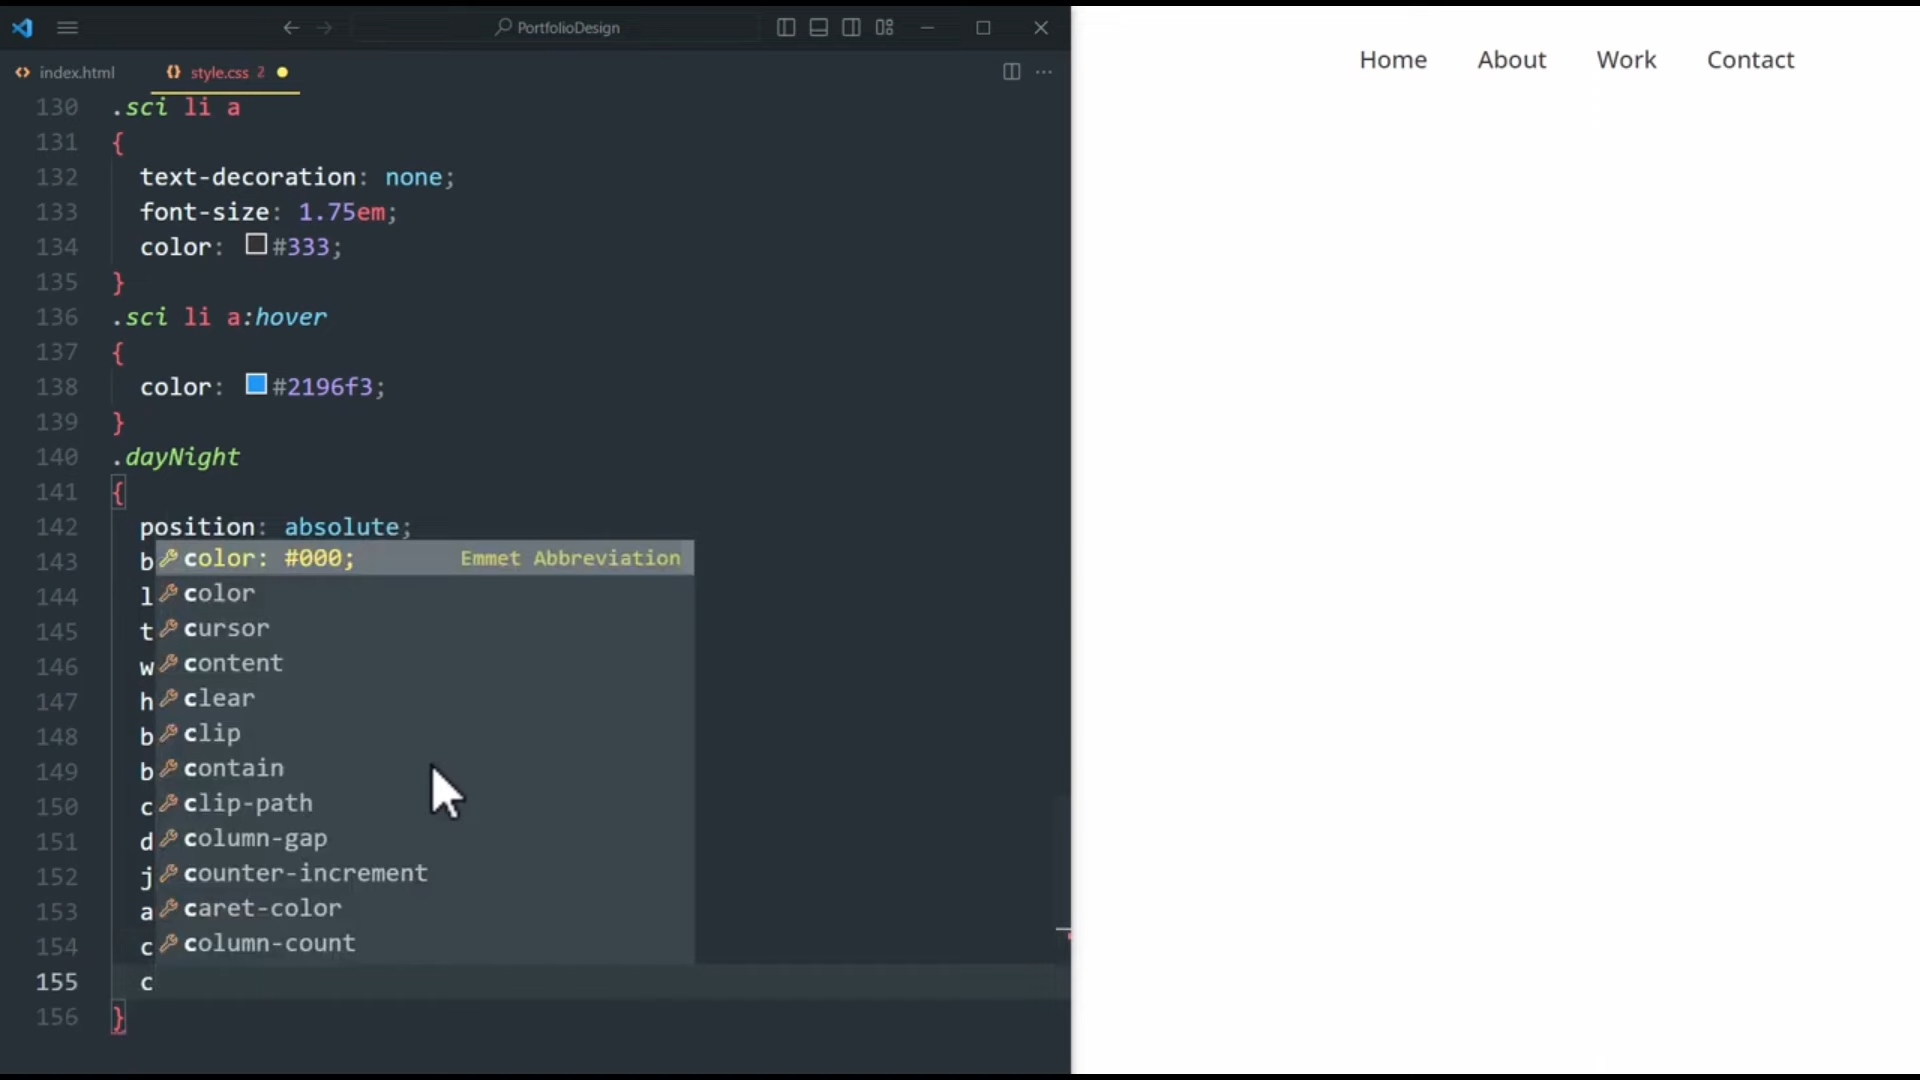 PortfolioDesign
index.html
style.css 2
130 .sci li a
131 {
132 text-decoration: none;
133 font-size: 1.75em;
134 color: #333;
135 }
136 .sci li a:hover
137 {
138 color: #2196f3;
139 }
140 .dayNight
141 {
142 position: absolute;
143 b
144 l
145 t
146 w
147 h
148 b
149 b
150 c
151 d
152 j
153 a
154 c
155 c
156 }
color: #000; Emmet Abbreviation
color
cursor
content
clear
clip
contain
clip-path
column-gap
counter-increment
caret-color
column-count
Home About Work Contact